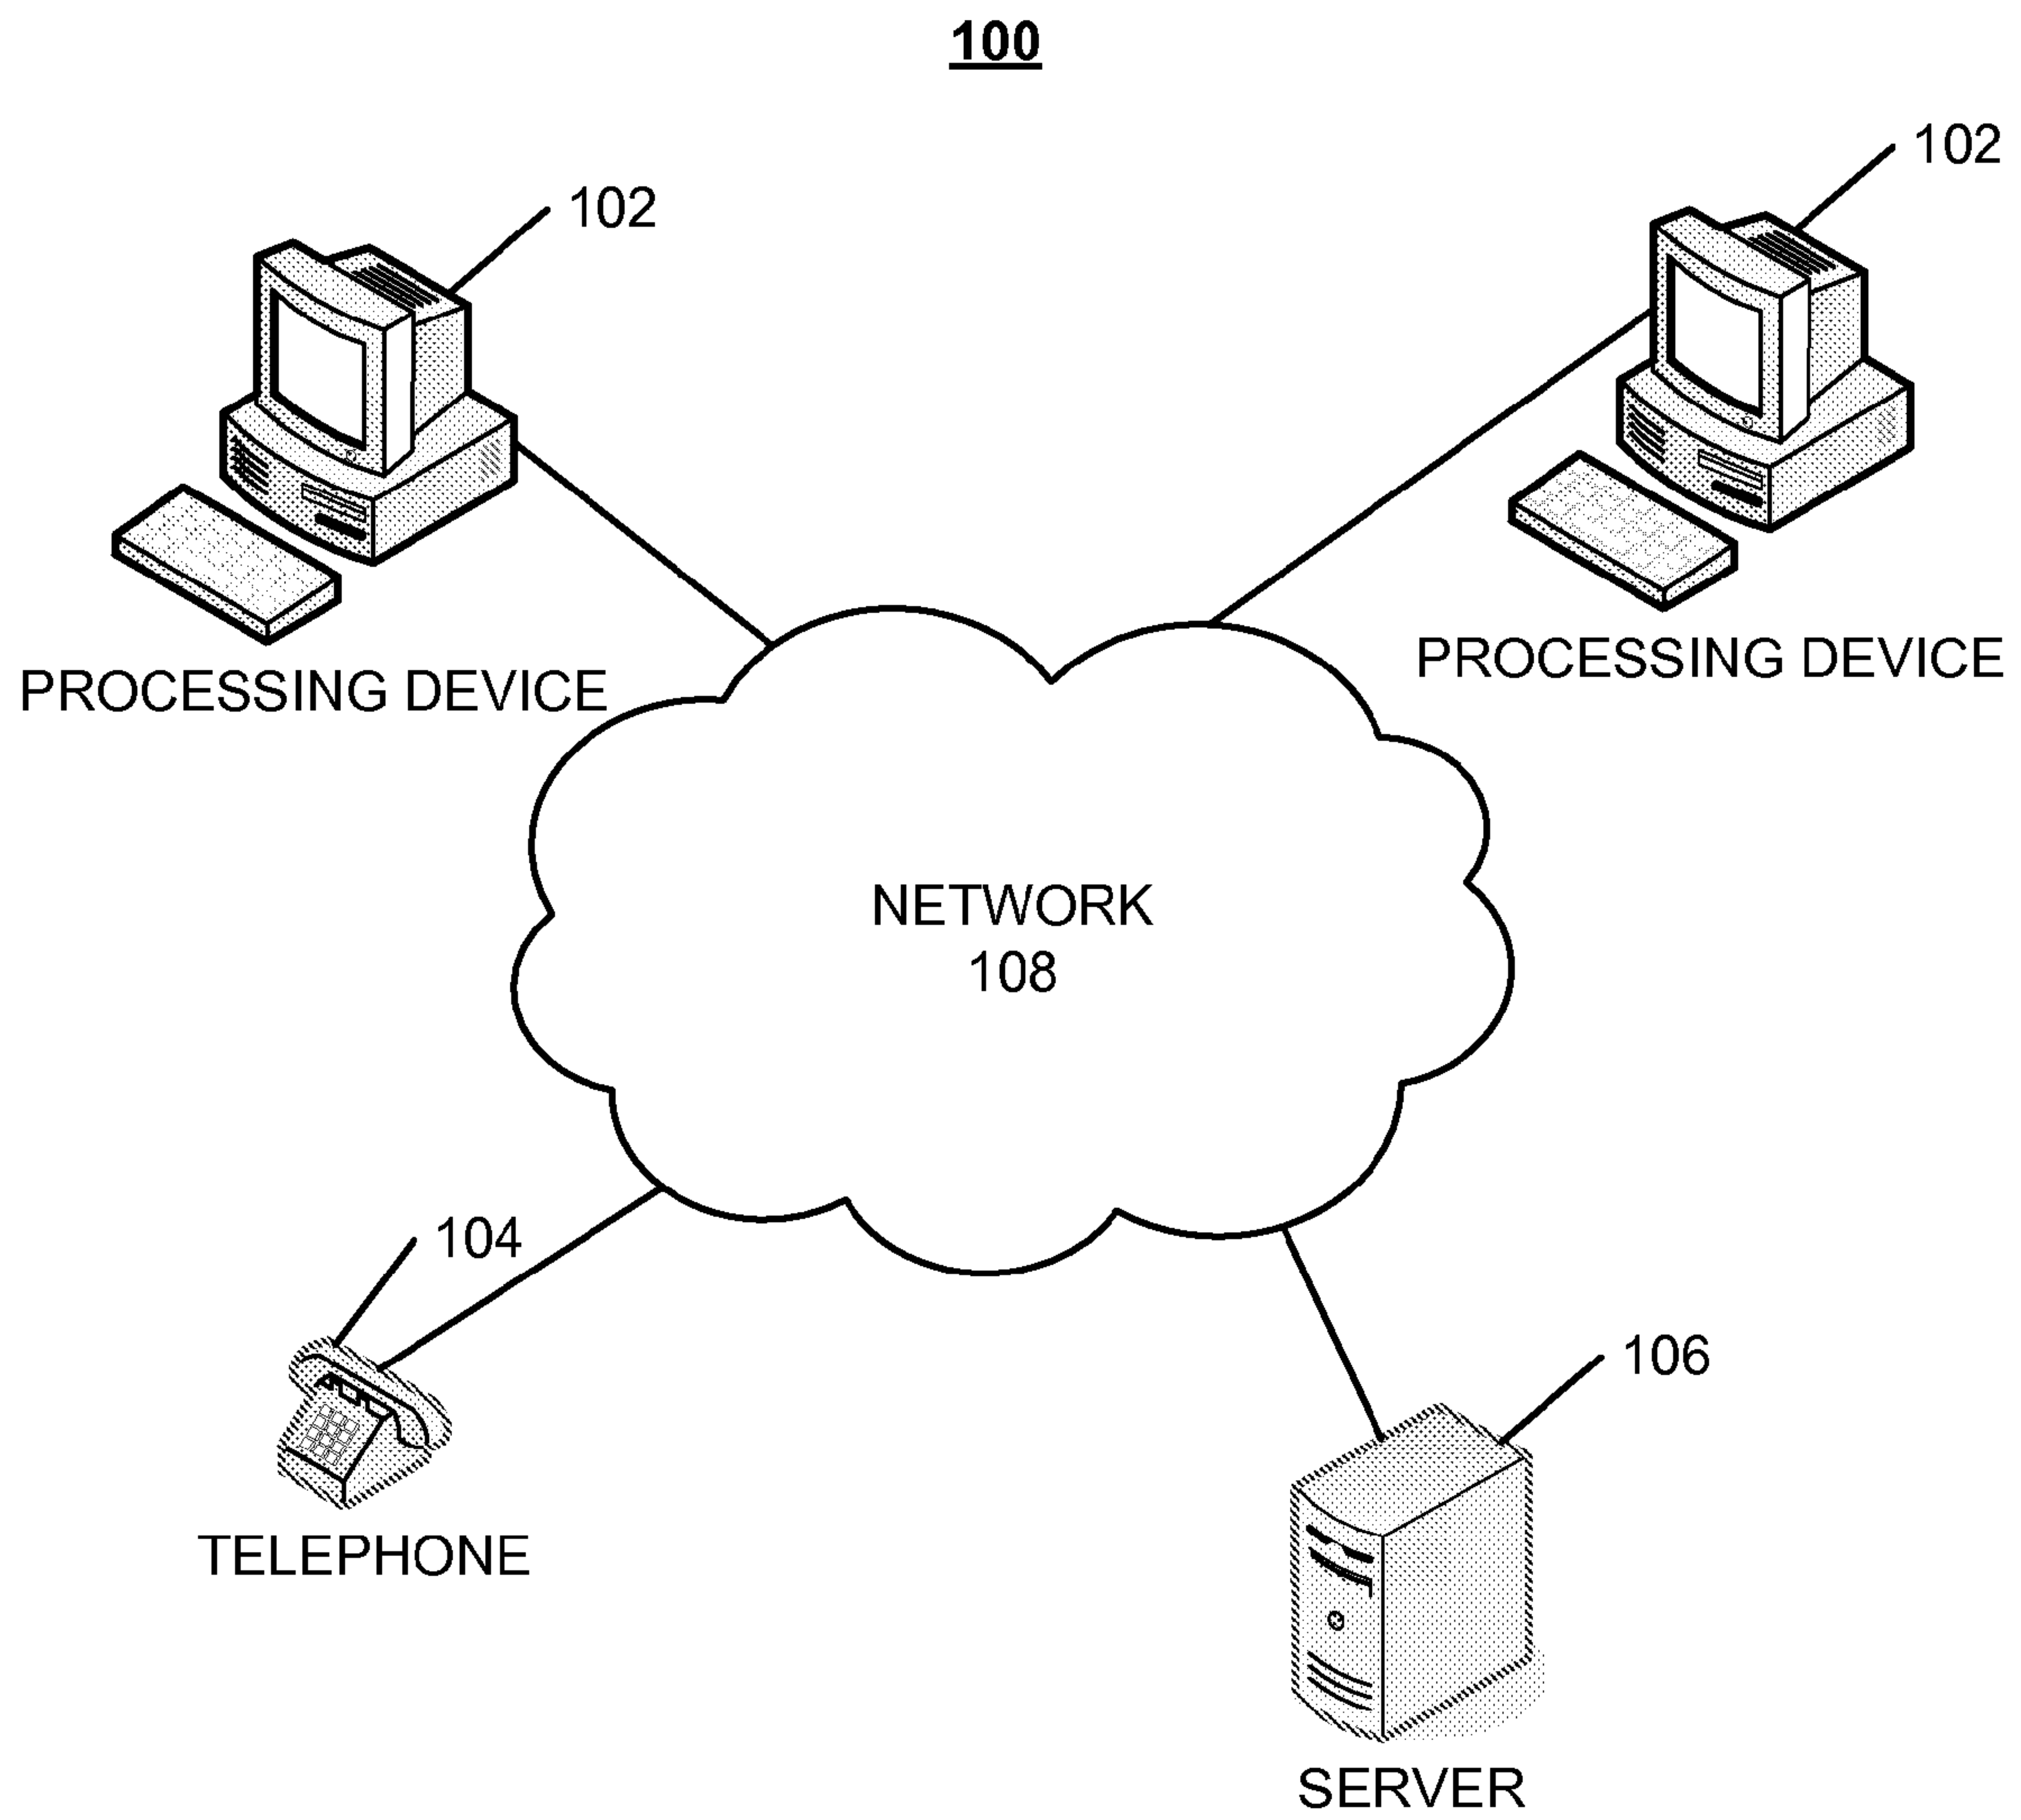 100
102
102
PROCESSING DEVICE
PROCESSING DEVICE
NETWORK
108
104
106
TELEPHONE
SERVER